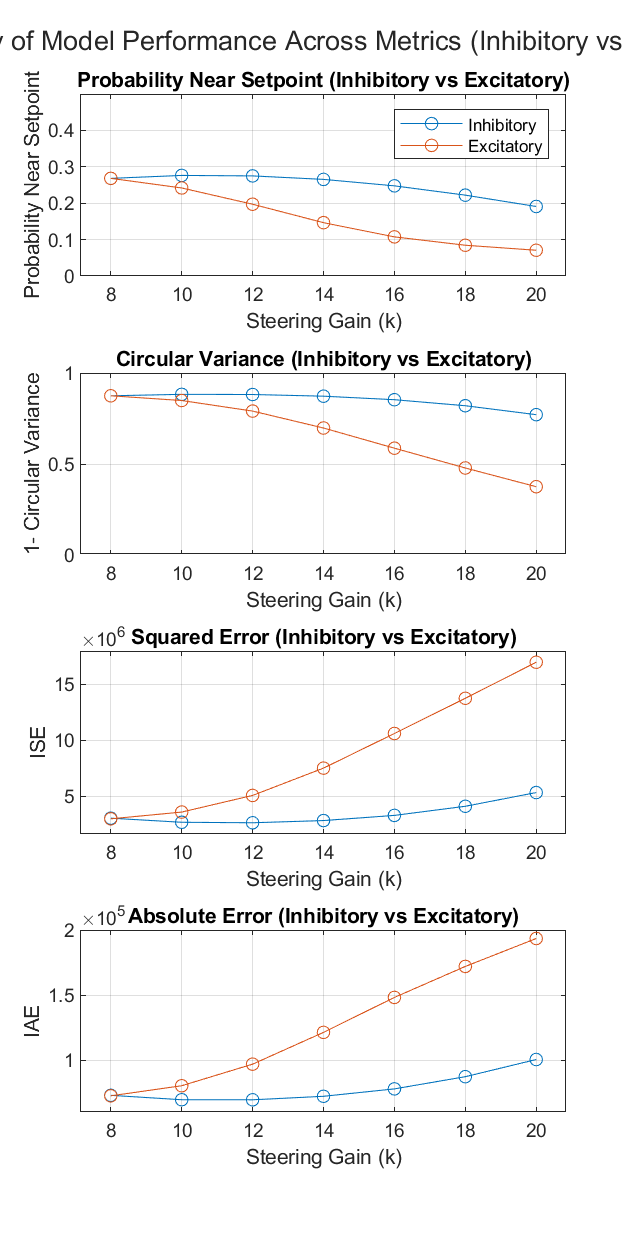 y of Model Performance Across Metrics (Inhibitory vs
Probability Near Setpoint (Inhibitory vs Excitatory)
Probability Near Setpoint
0.4
0.3
0.2
0.1
0
Inhibitory
Excitatory
8 10 12 14 16 18 20
Steering Gain (k)
Circular Variance (Inhibitory vs Excitatory)
1- Circular Variance
1
0.5
0
8 10 12 14 16 18 20
Steering Gain (k)
×10⁶ Squared Error (Inhibitory vs Excitatory)
ISE
15
10
5
8 10 12 14 16 18 20
Steering Gain (k)
×10⁵ Absolute Error (Inhibitory vs Excitatory)
IAE
2
1.5
1
8 10 12 14 16 18 20
Steering Gain (k)